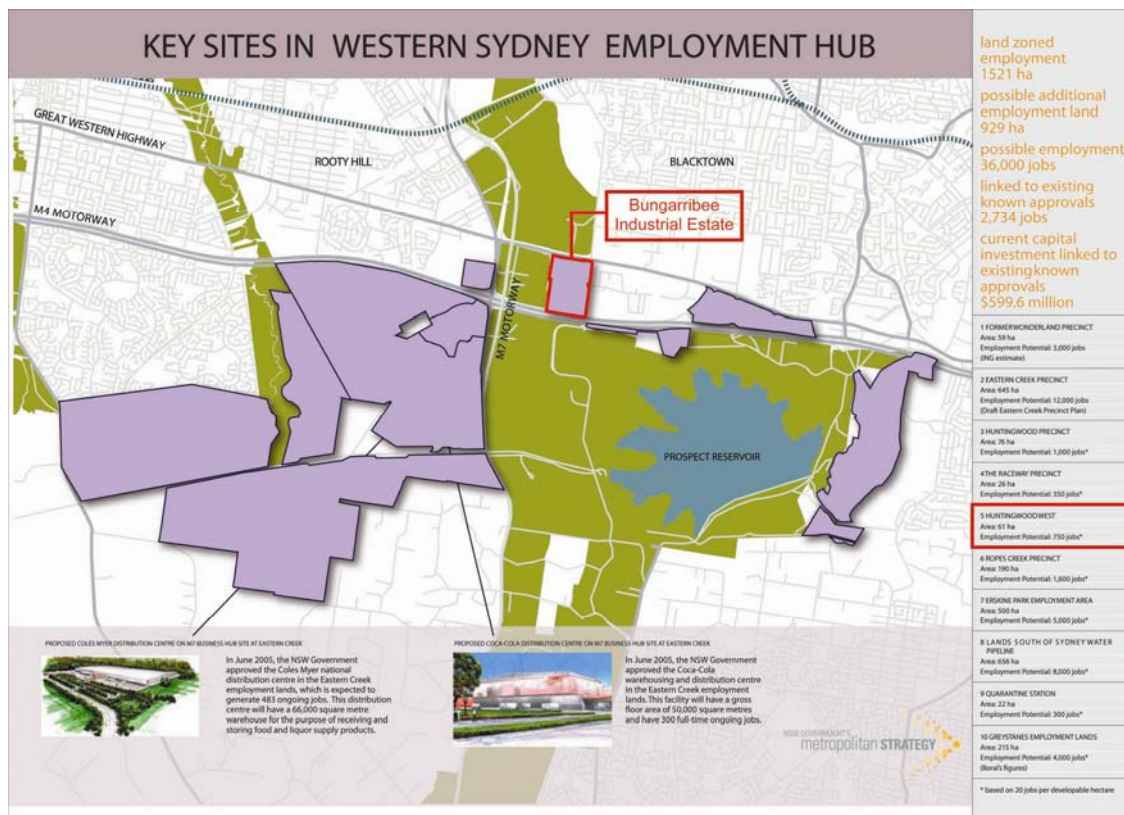 KEY SITES IN WESTERN SYDNEY EMPLOYMENT HUB
GREAT WESTERN HIGHWAY
ROOTY HILL
BLACKTOWN
M4 MOTORWAY
Bungarribee
Industrial Estate
M7 MOTORWAY
PROSPECT RESERVOIR
PROPOSED COLES MYER DISTRIBUTION CENTRE ON M7 BUSINESS HUB SITE AT EASTERN CREEK
In June 2005, the NSW Government
approved the Coles Myer national
distribution centre in the Eastern Creek
employment lands, which is expected to
generate 483 ongoing jobs. This distribution
centre will have a 66,000 square metre
warehouse for the purpose of receiving and
storing food and liquor supply products.
PROPOSED COCA-COLA DISTRIBUTION CENTRE ON M7 BUSINESS HUB SITE AT EASTERN CREEK
In June 2005, the NSW Government
approved the Coca-Cola
warehousing and distribution centre
in the Eastern Creek employment
lands. This facility will have a gross
floor area of 50,000 square metres
and have 300 full-time ongoing jobs.
NSW GOVERNMENT'S
metropolitan STRATEGY
land zoned
employment
1521 ha
possible additional
employment land
929 ha
possible employment
36,000 jobs
linked to existing
known approvals
2,734 jobs
current capital
investment linked to
existingknown
approvals
$599.6 million
1 FORMERWONDERLAND PRECINCT
Area: 59 ha
Employment Potential: 3,000 jobs
(ING estimate)
2 EASTERN CREEK PRECINCT
Area: 645 ha
Employment Potential: 12,000 jobs
(Draft Eastern Creek Precinct Plan)
3 HUNTINGWOOD PRECINCT
Area: 76 ha
Employment Potential: 1,000 jobs*
4 THE RACEWAY PRECINCT
Area: 26 ha
Employment Potential: 350 jobs*
5 HUNTINGWOODWEST
Area: 61 ha
Employment Potential: 750 jobs*
6 ROPES CREEK PRECINCT
Area: 190 ha
Employment Potential: 1,600 jobs*
7 ERSKINE PARK EMPLOYMENT AREA
Area: 500 ha
Employment Potential: 5,000 jobs*
8 LANDS SOUTH OF SYDNEY WATER
PIPELINE
Area: 656 ha
Employment Potential: 8,000 jobs*
9 QUARANTINE STATION
Area: 22 ha
Employment Potential: 300 jobs*
10 GREYSTANES EMPLOYMENT LANDS
Area: 215 ha
Employment Potential: 4,000 jobs*
(Boral's figures)
* based on 20 jobs per developable hectare